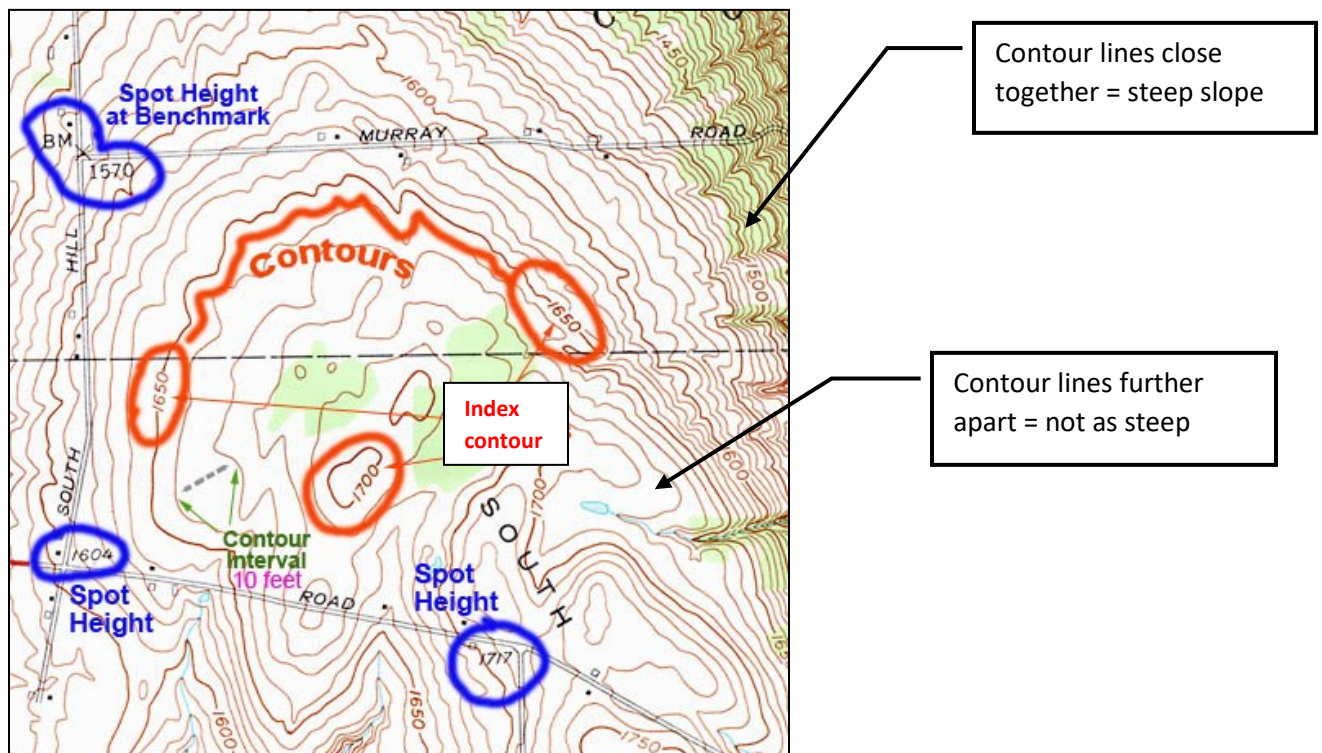 C
O
1450
1600
Spot Height
at Benchmark
MURRAY ROAD
BM
1570
HILL
Contours
1500
1650
1650
Index
contour
1700
1600
1700
SOUTH
SOUTH
Contour
Interval
10 feet
1604
Spot
Height
ROAD
Spot
Height
1717
1600
1650
1650
1750
Contour lines close
together = steep slope
Contour lines further
apart = not as steep